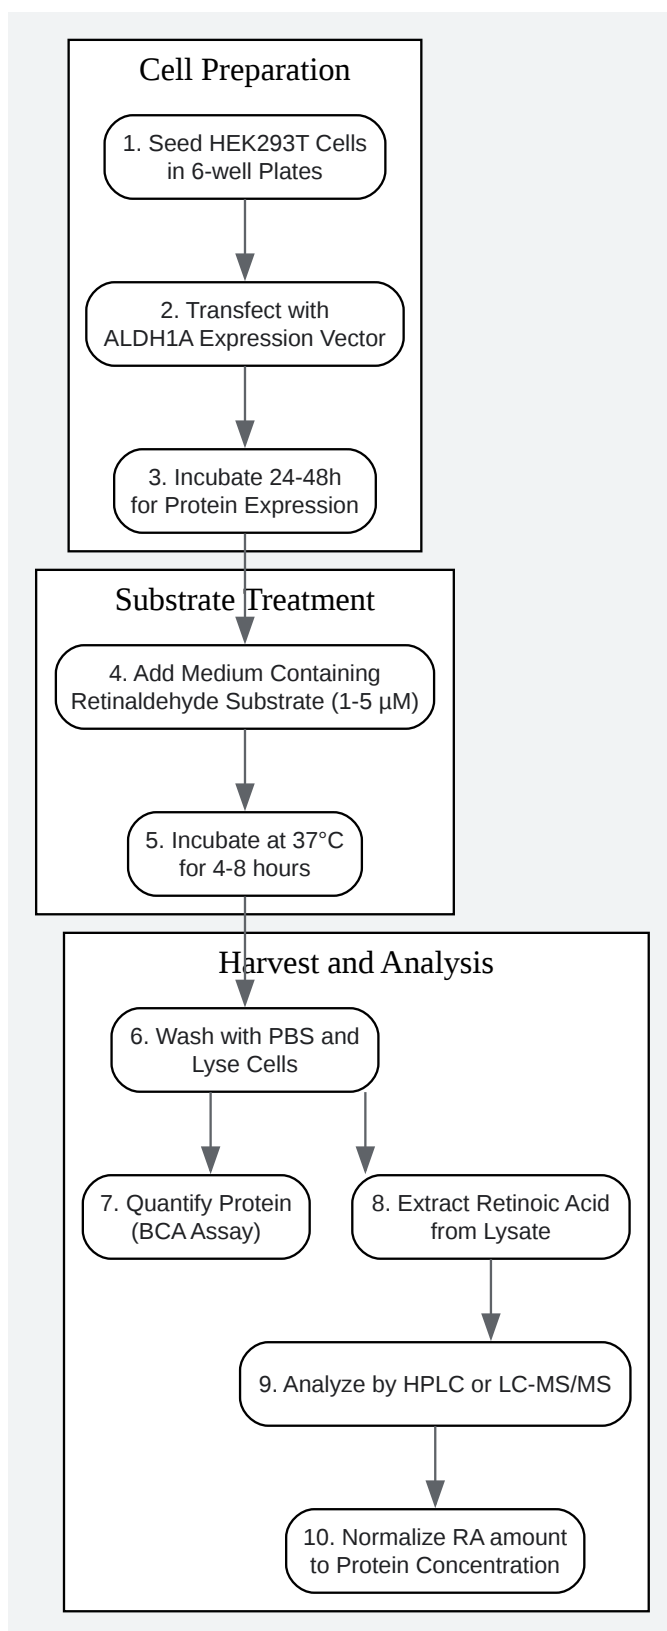 Cell Preparation
1. Seed HEK293T Cells
in 6-well Plates
2. Transfect with
ALDH1A Expression Vector
3. Incubate 24-48h
for Protein Expression
Substrate Treatment
4. Add Medium Containing
Retinaldehyde Substrate (1-5 µM)
5. Incubate at 37°C
for 4-8 hours
Harvest and Analysis
6. Wash with PBS and
Lyse Cells
7. Quantify Protein
(BCA Assay)
8. Extract Retinoic Acid
from Lysate
9. Analyze by HPLC or LC-MS/MS
10. Normalize RA amount
to Protein Concentration